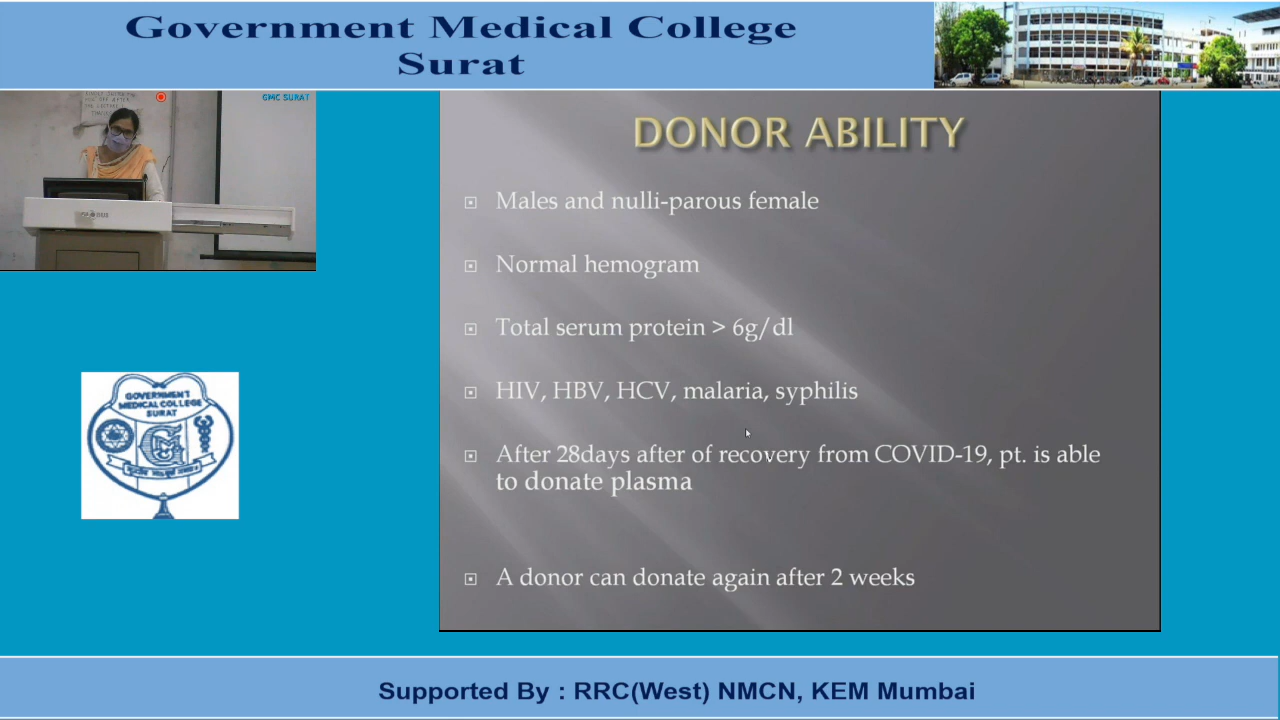 Government Medical College
Surat
GMC SURAT
DONOR ABILITY
Males and nulli-parous female
Normal hemogram
Total serum protein > 6g/dl
HIV, HBV, HCV, malaria, syphilis
After 28days after of recovery from COVID-19, pt. is able
to donate plasma
A donor can donate again after 2 weeks
GOVERNMENT
MEDICAL COLLEGE
SURAT
Supported By : RRC(West) NMCN, KEM Mumbai